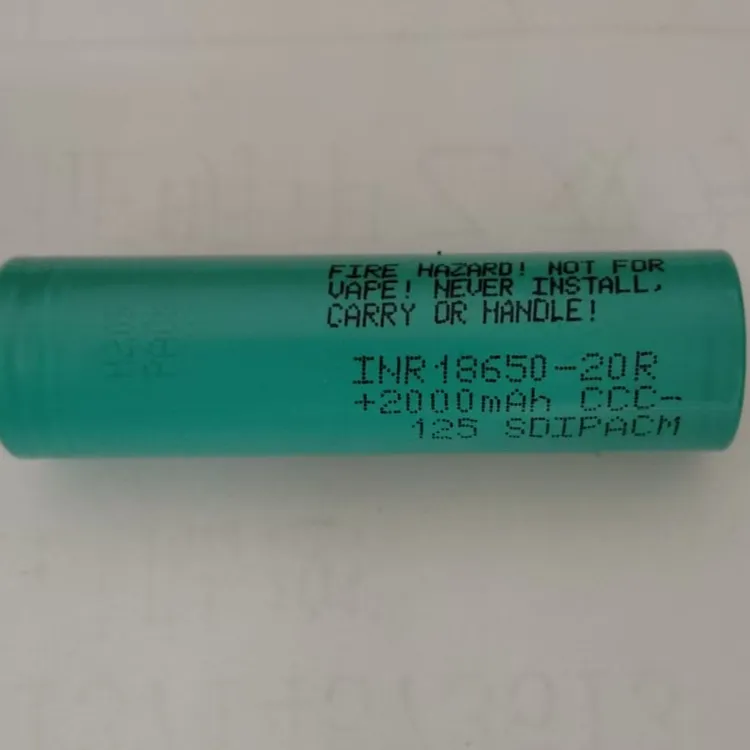 FIRE HAZARD! NOT FOR
VAPE! NEVER INSTALL,
CARRY OR HANDLE!
INR18650-20R
+2000mAh CCC-
125 SDIPACM